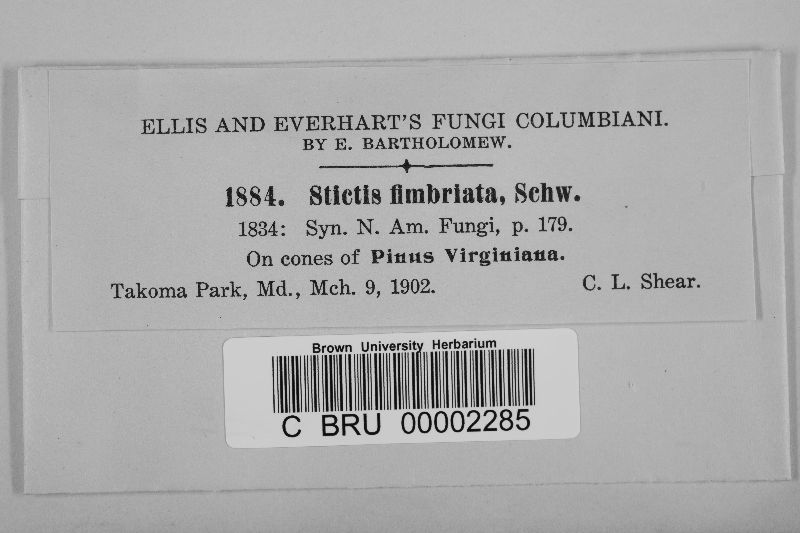 ELLIS AND EVERHART'S FUNGI COLUMBIANI.
BY E. BARTHOLOMEW.
1884. Stictis fimbriata, Schw.
1834: Syn. N. Am. Fungi, p. 179.
On cones of Pinus Virginiana.
Takoma Park, Md., Mch. 9, 1902. C. L. Shear.
Brown University Herbarium
C BRU 00002285